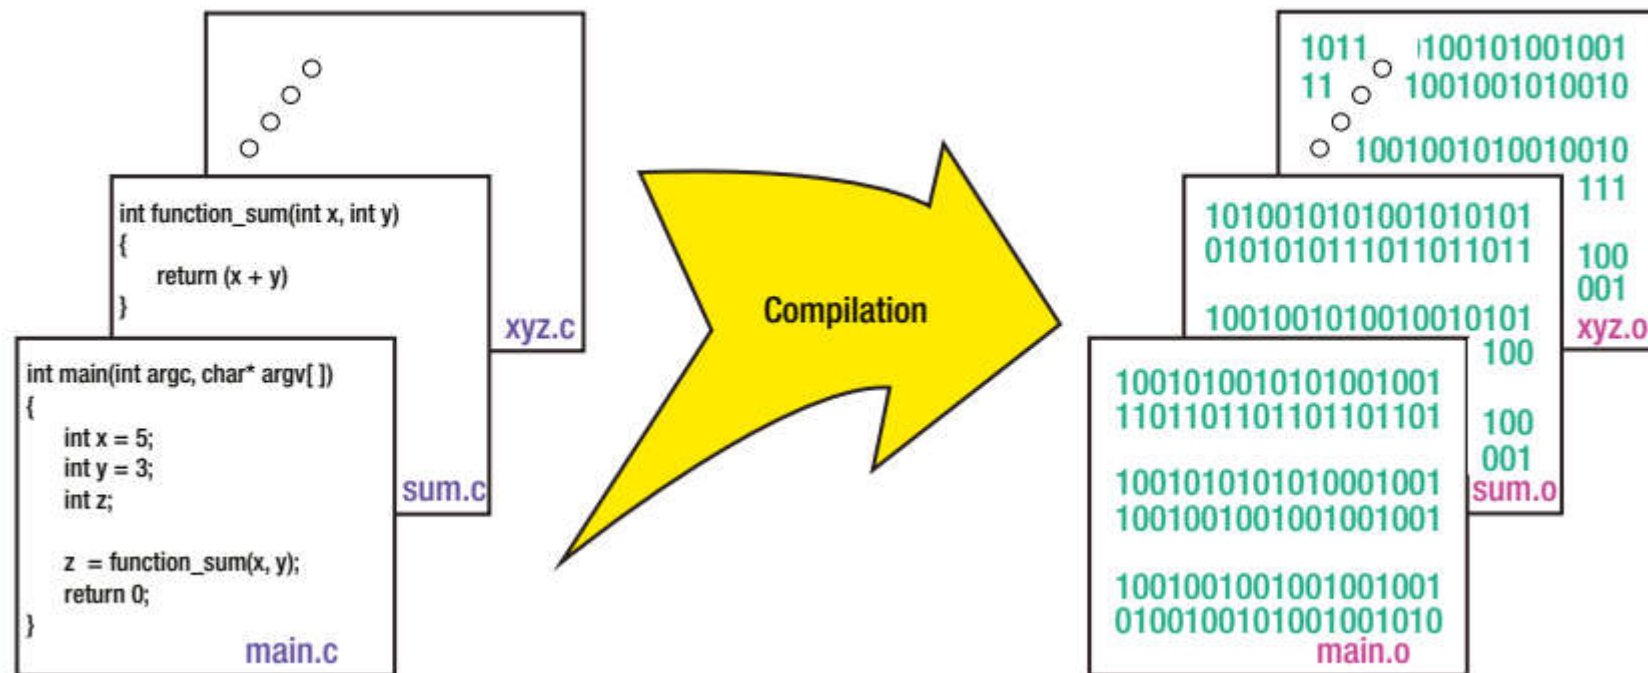 int function_sum(int x, int y)
{
return (x + y)
}
xyz.c
int main(int argc, char* argv[ ])
{
int x = 5;
int y = 3;
int z;
sum.c
z = function_sum(x, y);
return 0;
}
main.c
Compilation
1011 0100101001001
11 1001001010010
1001001010010010
111
1010010101001010101
0101010111011011011
100
001
1001001010010010101
xyz.o
100
1001010010101001001
1101101101101101101
100
001
1001010101010001001
sum.o
1001001001001001001
1001001001001001001
0100100101001001010
main.o